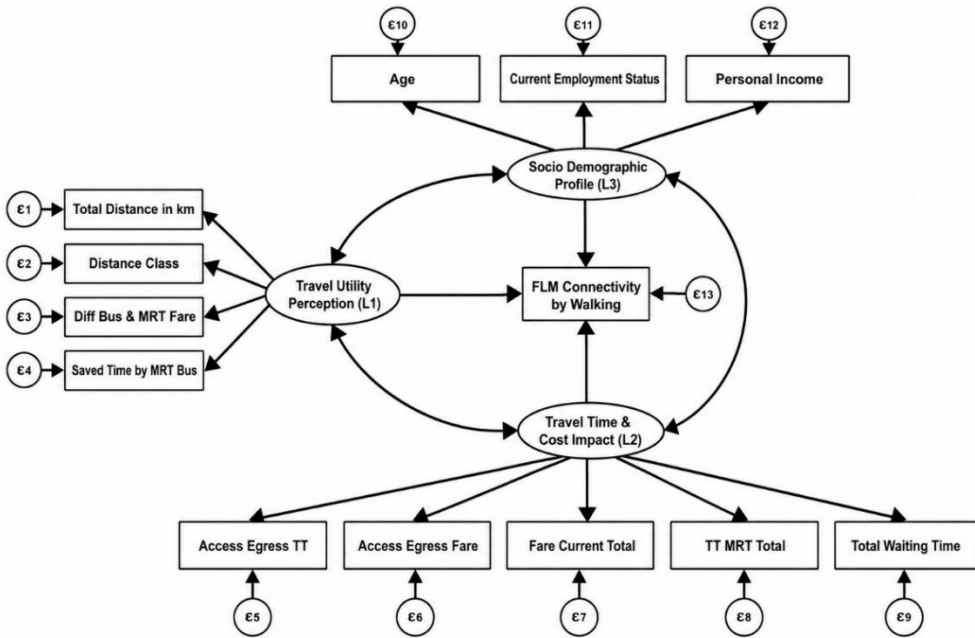 ε10
ε11
ε12
Age
Current Employment Status
Personal Income
Socio Demographic
Profile (L3)
ε1
Total Distance in km
ε2
Distance Class
ε3
Diff Bus & MRT Fare
ε4
Saved Time by MRT Bus
Travel Utility
Perception (L1)
FLM Connectivity
by Walking
ε13
Travel Time &
Cost Impact (L2)
Access Egress TT
Access Egress Fare
Fare Current Total
TT MRT Total
Total Waiting Time
ε5
ε6
ε7
ε8
ε9